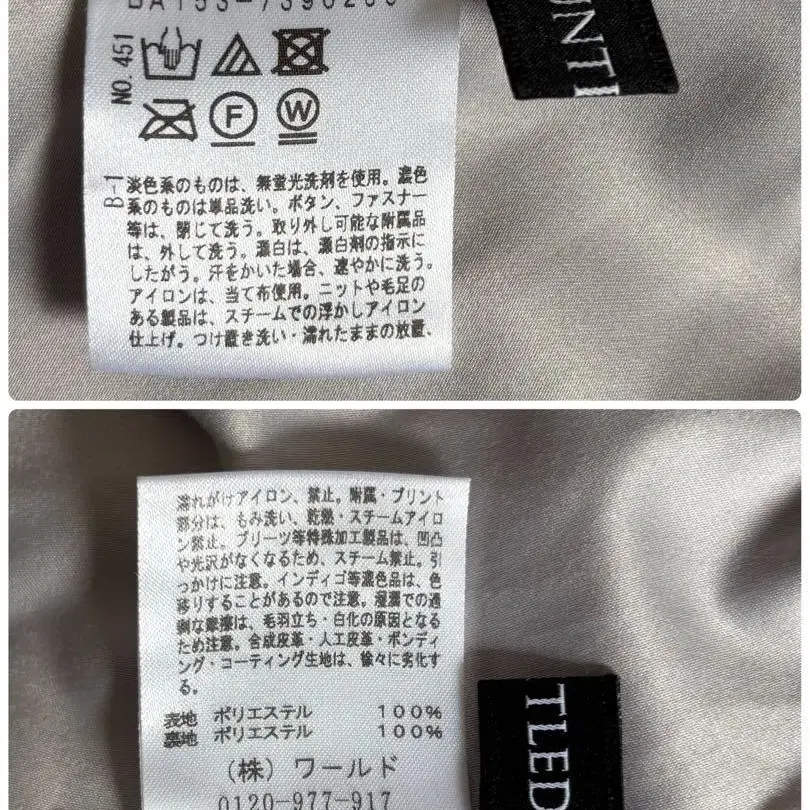 NO. 451
F
W
B-1
淡色系のものは、無蛍光洗剤を使用。濃色
系のものは単品洗い。ボタン、ファスナー
等は、閉じて洗う。取り外し可能な附属品
は、外して洗う。漂白は、漂白剤の指示に
したがう。汗をかいた場合、速やかに洗う。
アイロンは、当て布使用。ニットや毛足の
ある製品は、スチームでの浮かしアイロン
仕上げ。つけ置き洗い・濡れたままの放置、
濡れがけアイロン、禁止。附属・プリント
部分は、もみ洗い、乾燥・スチームアイロ
ン禁止。プリーツ等特殊加工製品は、凹凸
や光沢がなくなるため、スチーム禁止。引
っかけに注意。インディゴ等濃色品は、色
移りすることがあるので注意。湿潤での過
剰な摩擦は、毛羽立ち・白化の原因となる
ため注意。合成皮革・人工皮革・ボンディ
ング・コーティング生地は、徐々に劣化す
る。
表地 ポリエステル 100%
裏地 ポリエステル 100%
(株) ワールド
0120-977-917
TLED